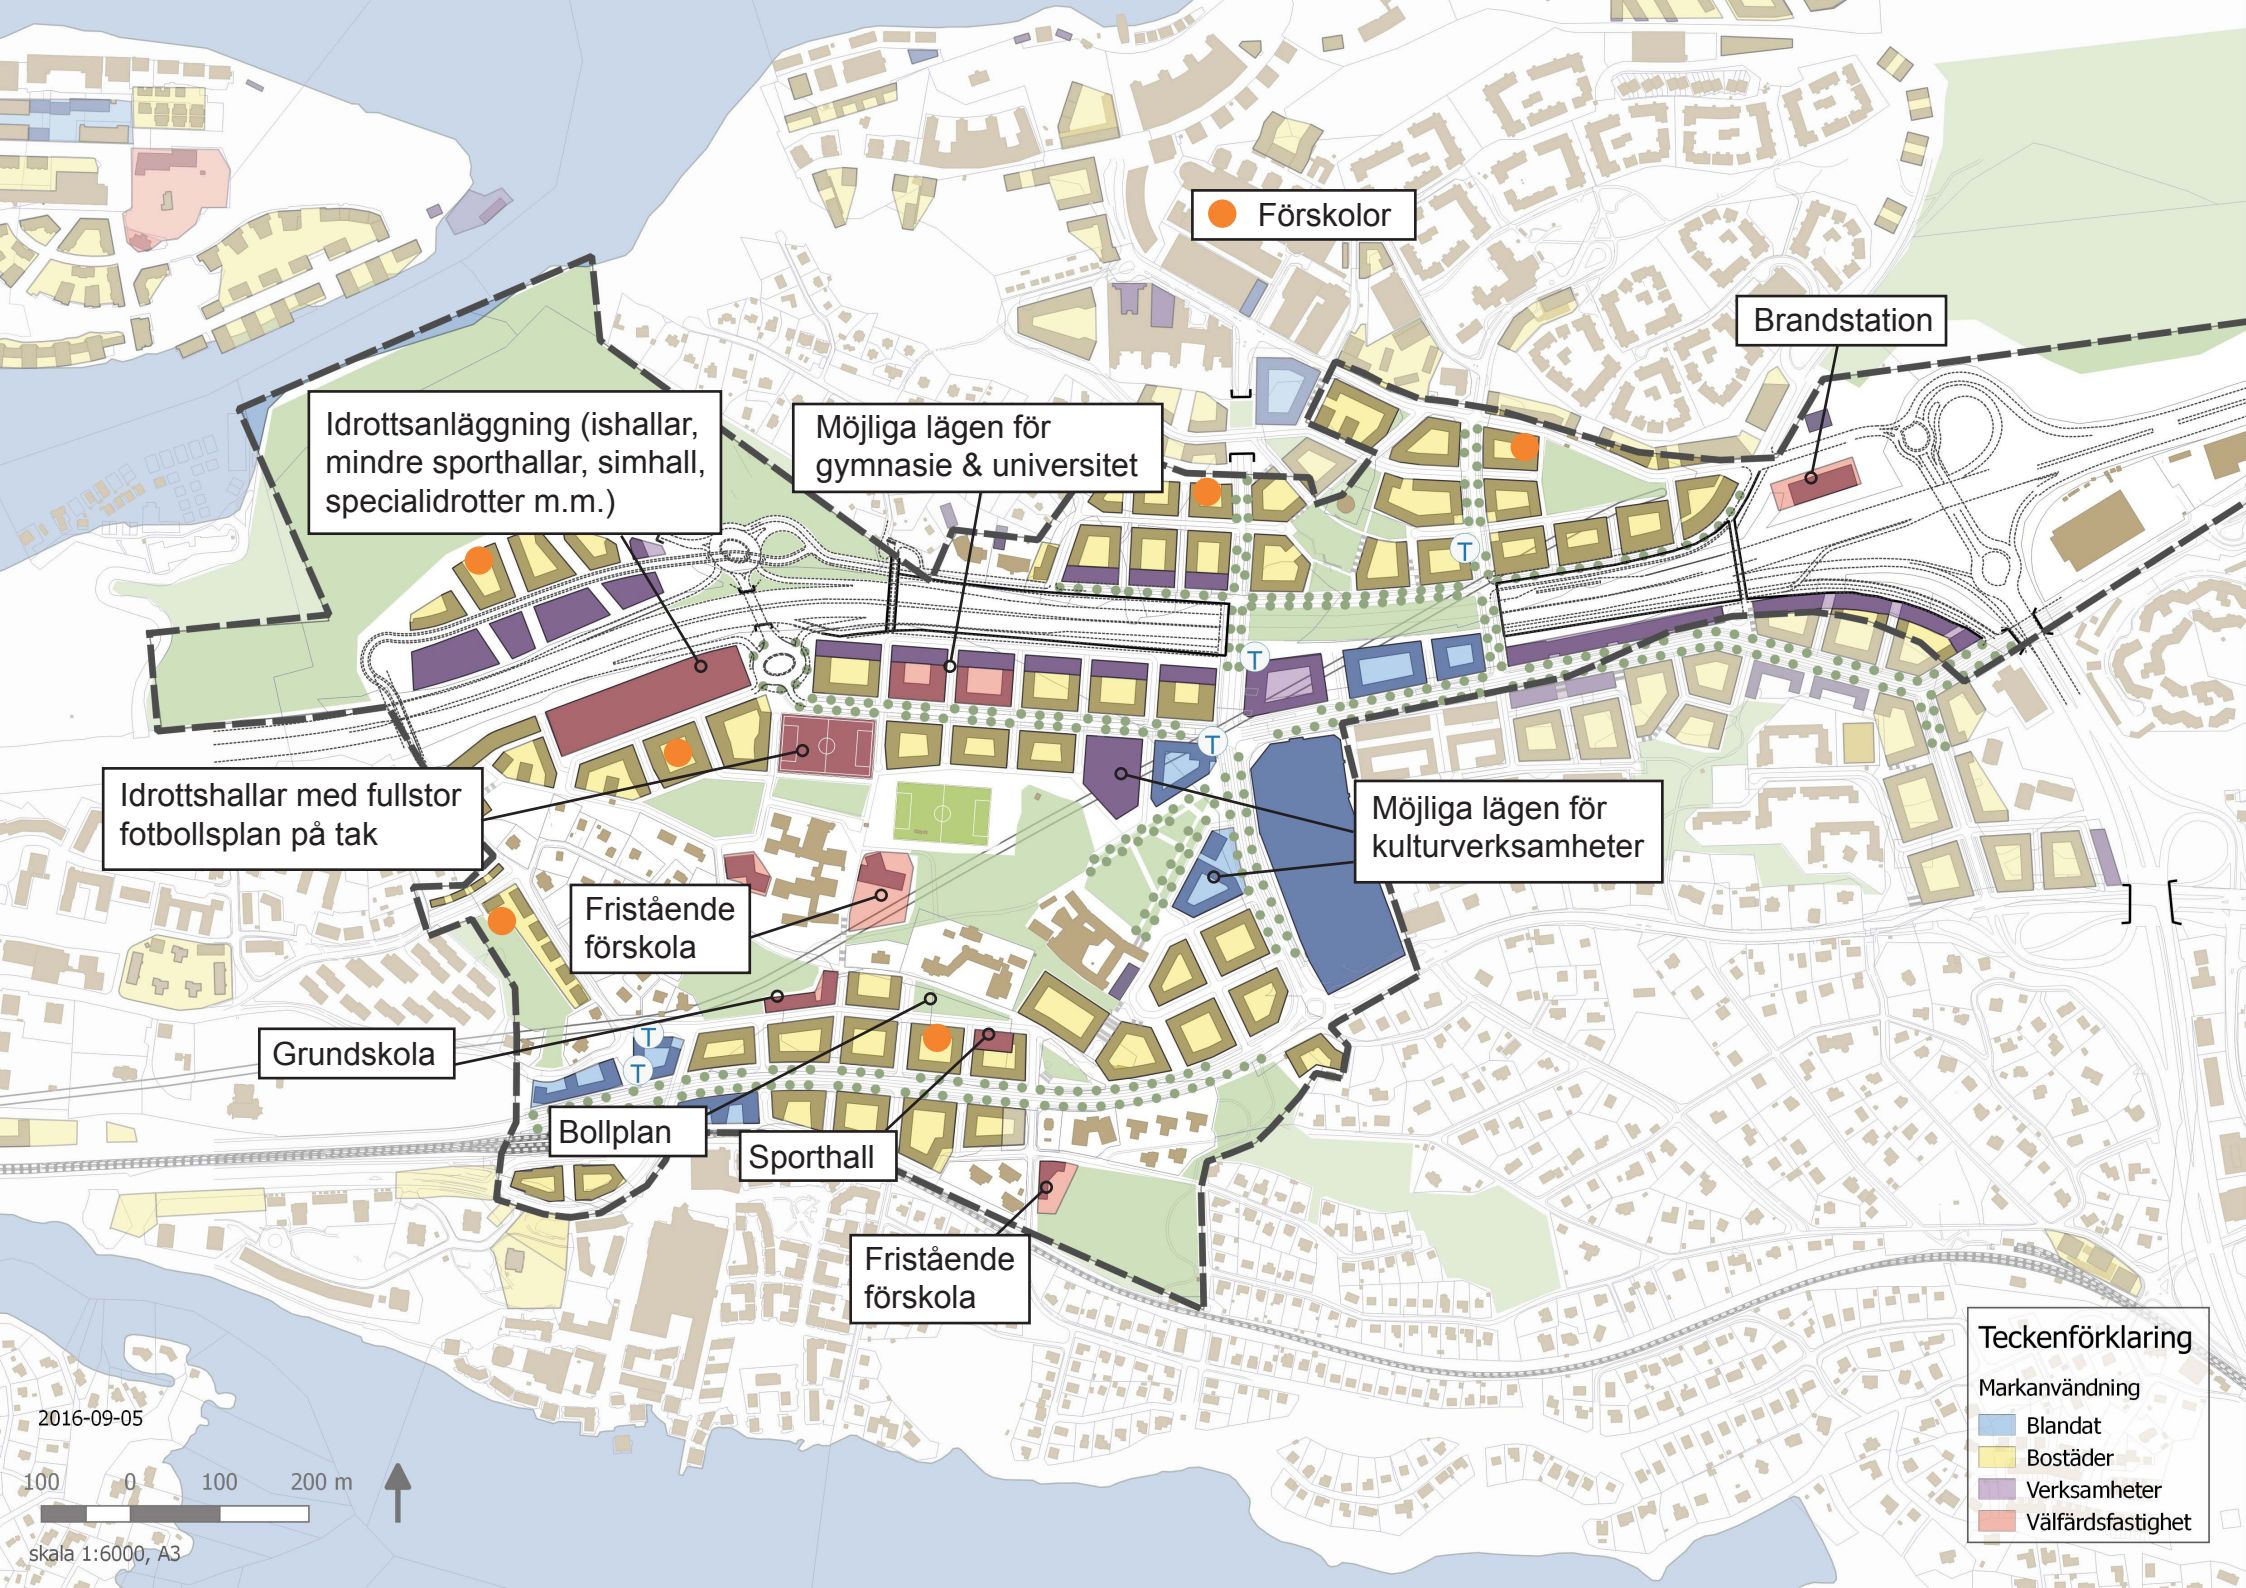 Förskolor
Brandstation
Idrottsanläggning (ishallar,
mindre sporthallar, simhall,
specialidrotter m.m.)
Möjliga lägen för
gymnasie & universitet
T
T
T
Idrottshallar med fullstor
fotbollsplan på tak
Möjliga lägen för
kulturverksamheter
Fristående
förskola
Grundskola
T
T
Bollplan
Sporthall
Fristående
förskola
Teckenförklaring
Markanvändning
Blandat
Bostäder
Verksamheter
Välfärdsfastighet
2016-09-05
100 0 100 200 m
skala 1:6000, A3